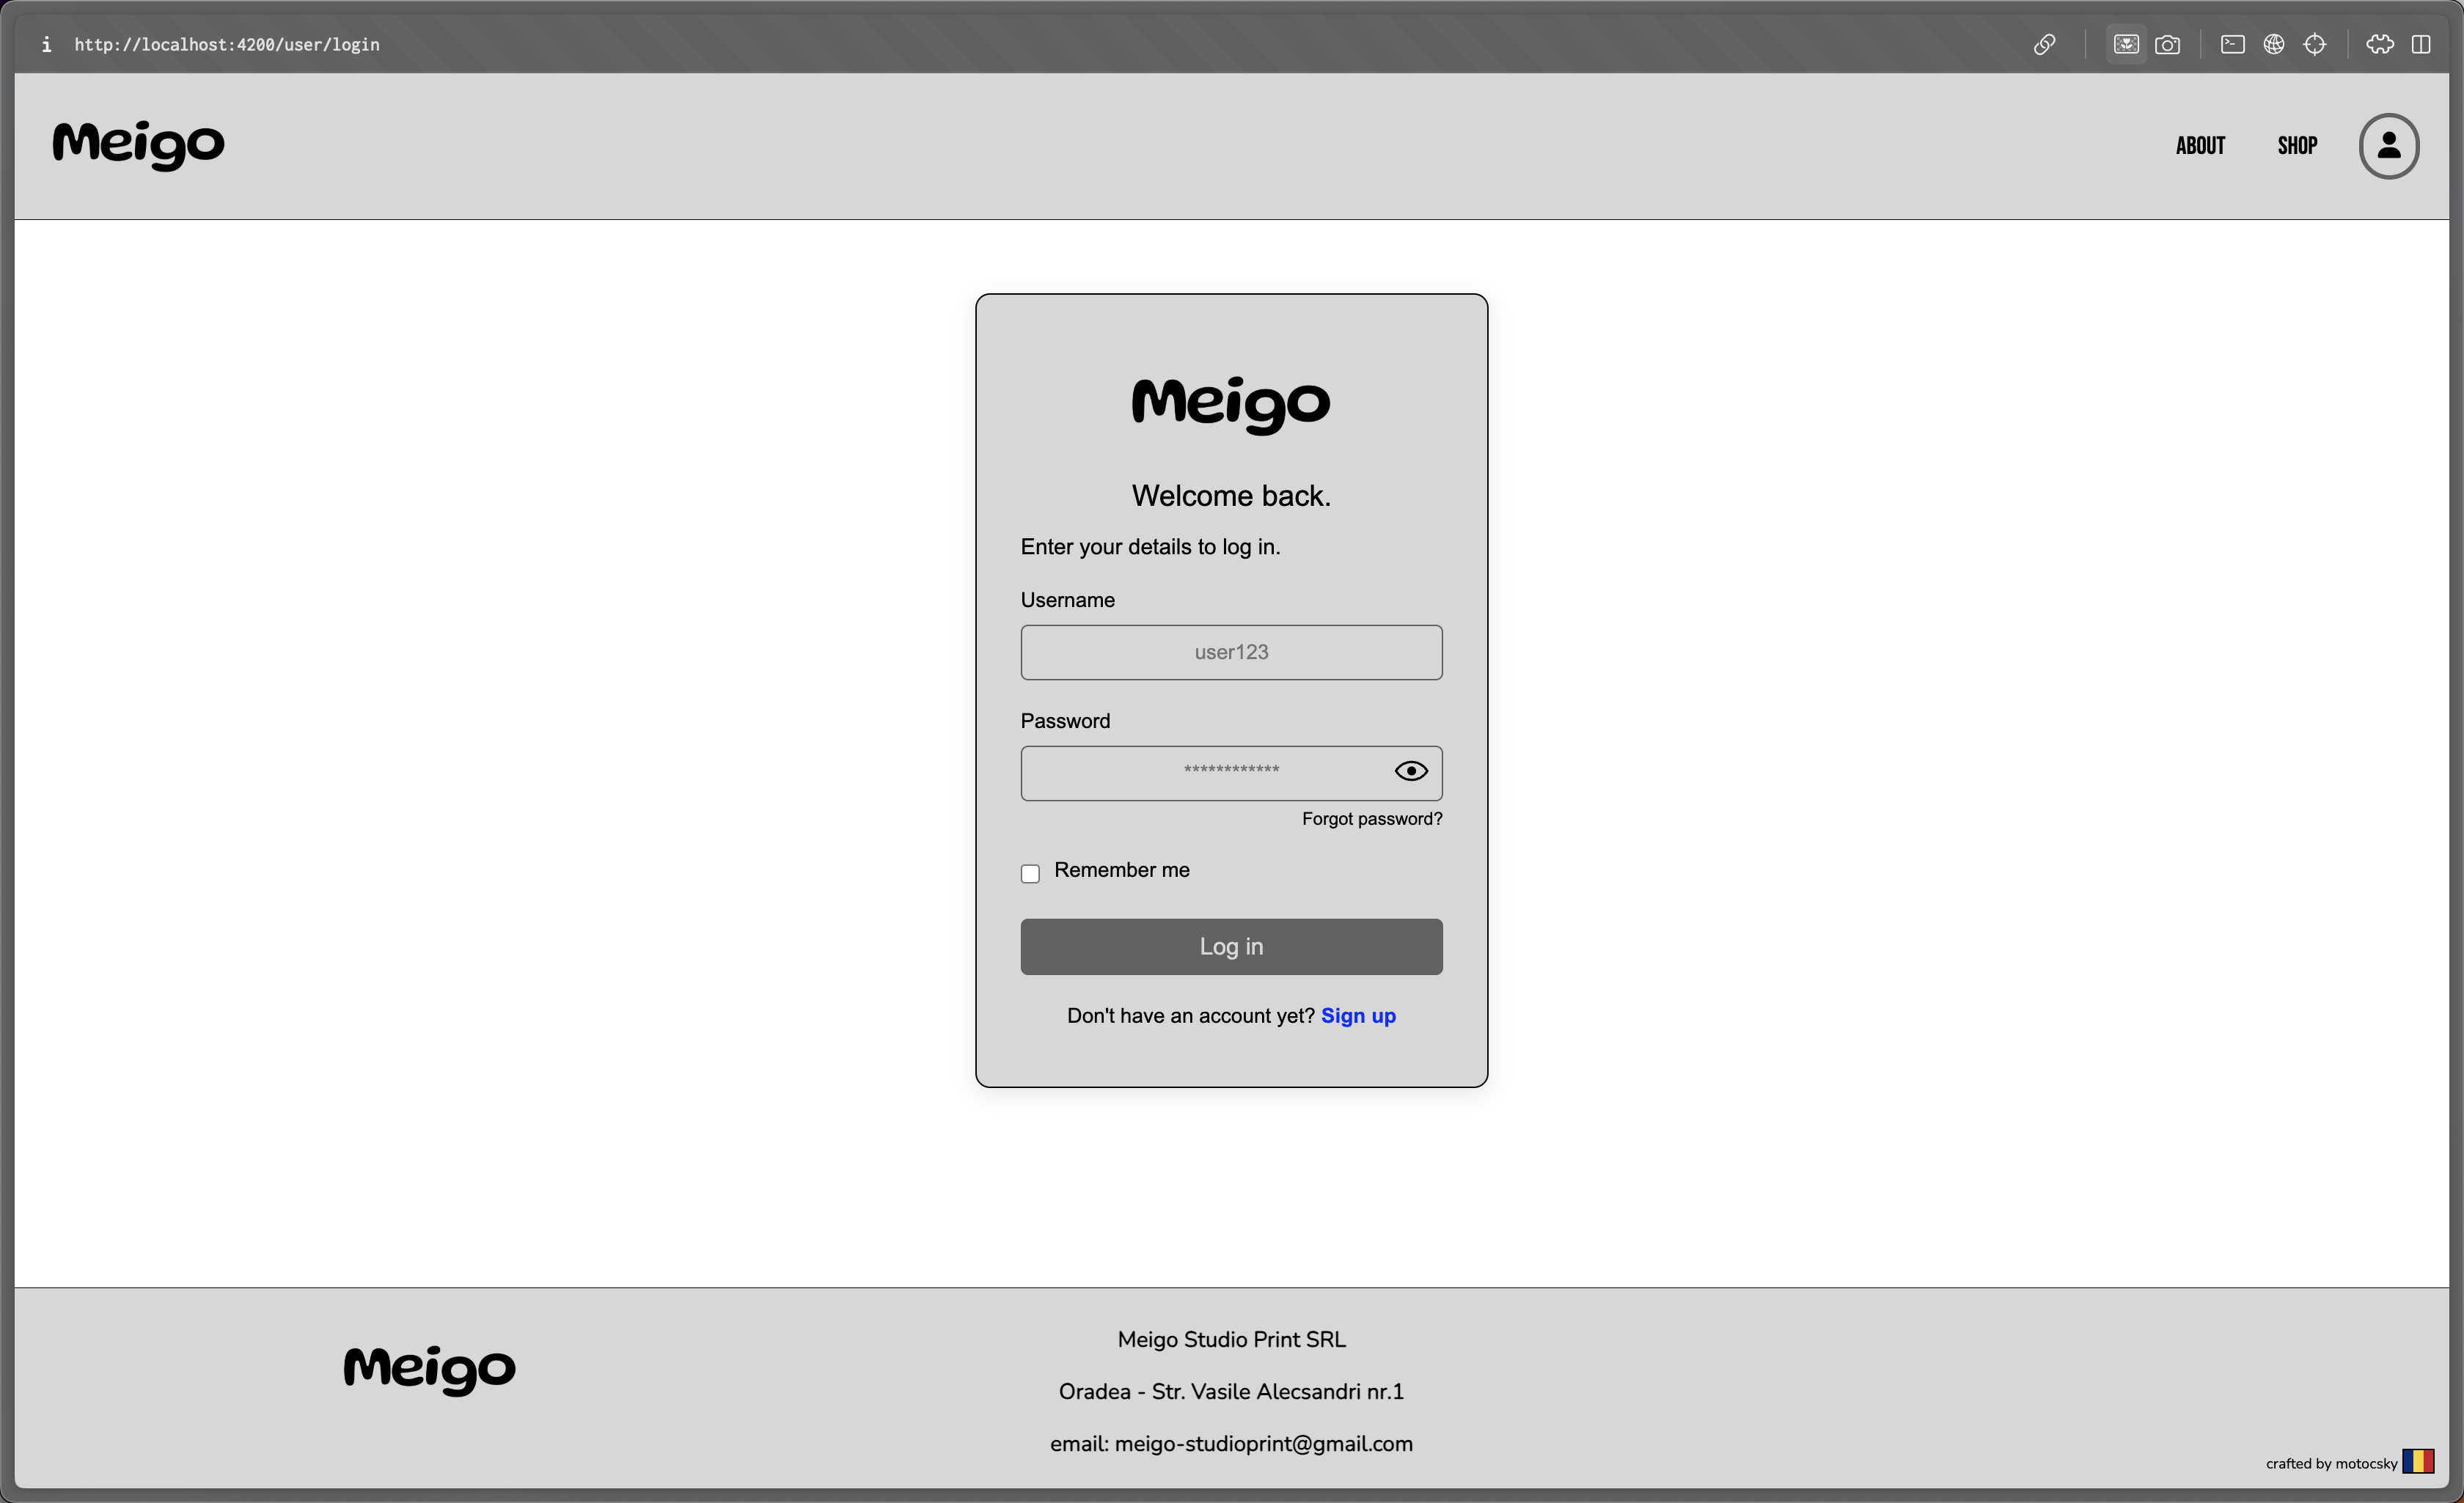 i http://localhost:4200/user/login
Meigo
ABOUT SHOP
Meigo
Welcome back.
Enter your details to log in.
Username
user123
Password
************
Forgot password?
Remember me
Log in
Don't have an account yet? Sign up
Meigo
Meigo Studio Print SRL
Oradea - Str. Vasile Alecsandri nr.1
email: meigo-studioprint@gmail.com
crafted by motocsky